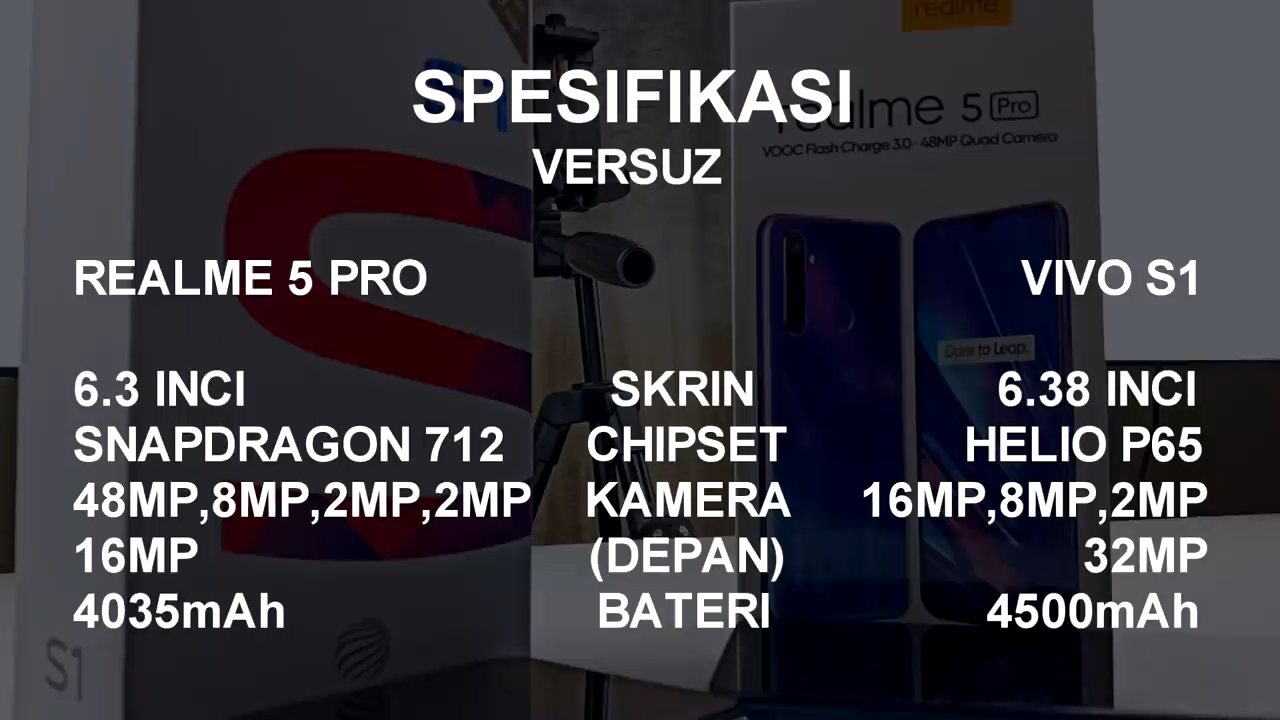 realme
SPESIFIKASI
S1
realme 5 Pro
VOOC Flash Charge 3.0 - 48MP Quad Camera
VERSUZ
REALME 5 PRO
VIVO S1
Dare to Leap.
6.3 INCI SKRIN 6.38 INCI
SNAPDRAGON 712 CHIPSET HELIO P65
48MP,8MP,2MP,2MP KAMERA 16MP,8MP,2MP
16MP (DEPAN) 32MP
4035mAh BATERI 4500mAh
S1